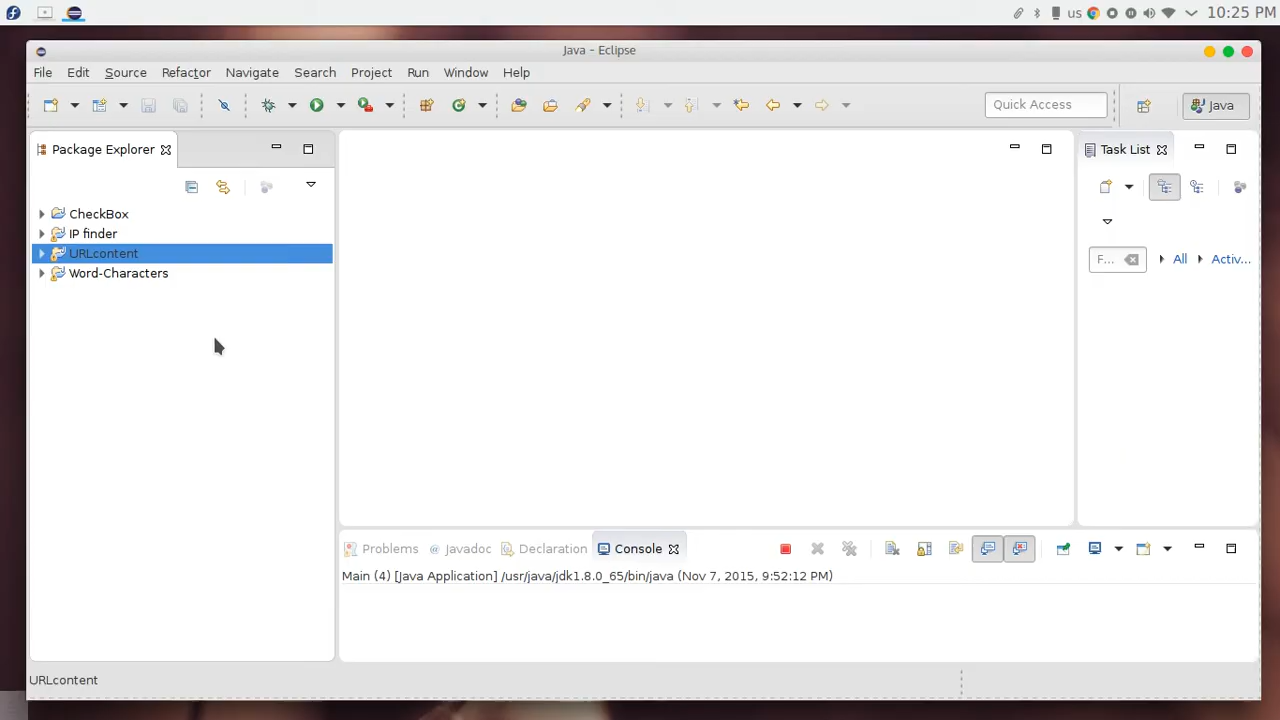 us 10:25 PM
Java - Eclipse
File Edit Source Refactor Navigate Search Project Run Window Help
Quick Access Java
Package Explorer Task List
CheckBox
IP finder
URLcontent
Word-Characters
F... All Activ...
Problems @ Javadoc Declaration Console
Main (4) [Java Application] /usr/java/jdk1.8.0_65/bin/java (Nov 7, 2015, 9:52:12 PM)
URLcontent